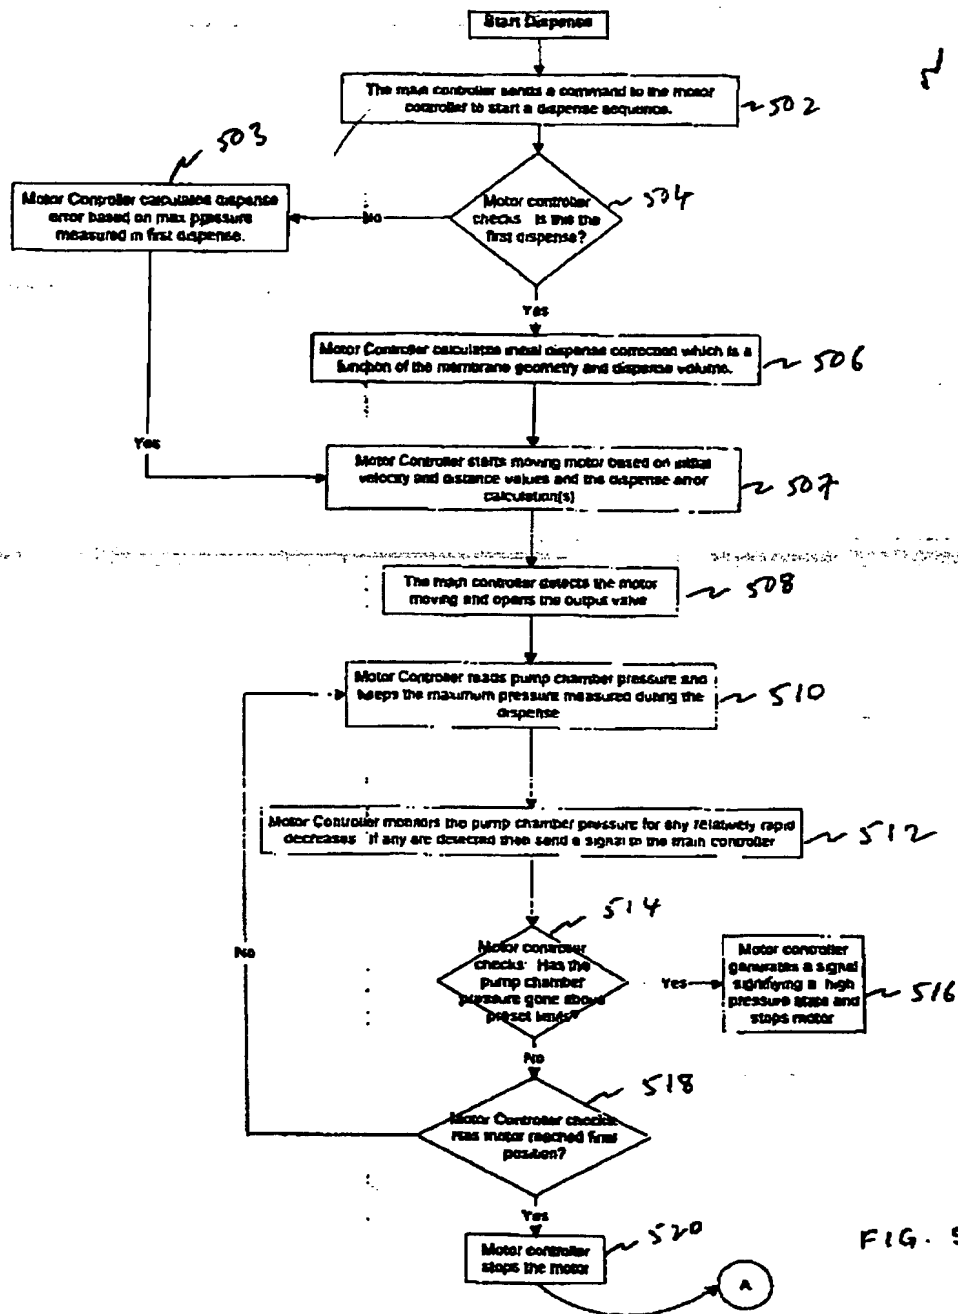 Start Dispense
The main controller sends a command to the motor
controller to start a dispense sequence.
502
503
Motor Controller calculates dispense
error based on max ppressure
measured in first dispense.
No
Motor controller
checks: Is this the
first dispense?
504
Yes
Motor Controller calculates initial dispense correction which is a
function of the membrane geometry and dispense volume.
506
Yes
Motor Controller starts moving motor based on initial
velocity and distance values and the dispense error
calculation(s)
507
The main controller detects the motor
moving and opens the output valve
508
Motor Controller reads pump chamber pressure and
keeps the maximum pressure measured during the
dispense
510
Motor Controller monitors the pump chamber pressure for any relatively rapid
decreases. If any are detected then send a signal to the main controller
512
514
Motor controller
checks: Has the
pump chamber
pressure gone above
preset limits?
Yes
Motor controller
generates a signal
signifying a high
pressure state and
stops motor
516
No
No
518
Motor Controller checks:
Has motor reached final
position?
Yes
Motor controller
stops the motor
520
A
FIG. 5